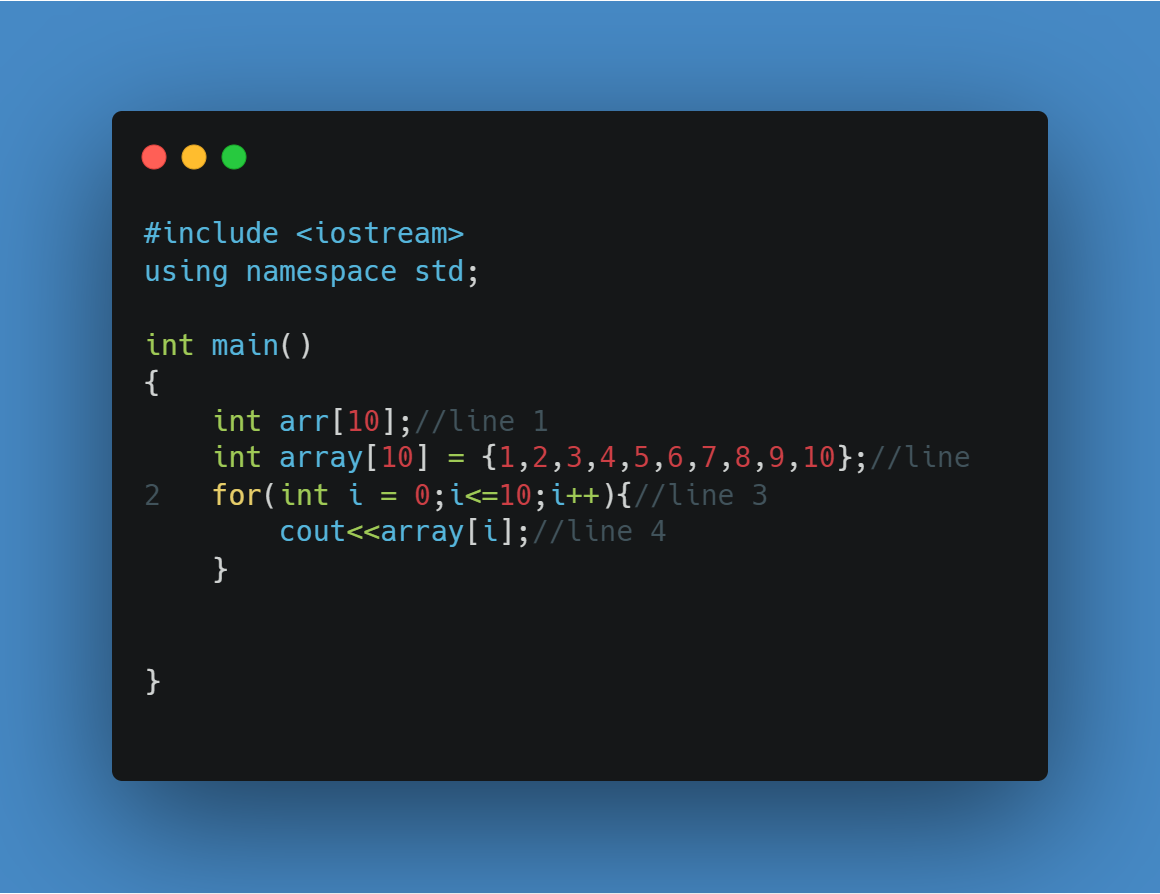 #include <iostream>
using namespace std;
int main()
{
    int arr[10];//line 1
    int array[10] = {1,2,3,4,5,6,7,8,9,10};//line
2   for(int i = 0;i<=10;i++){//line 3
        cout<<array[i];//line 4
    }
}